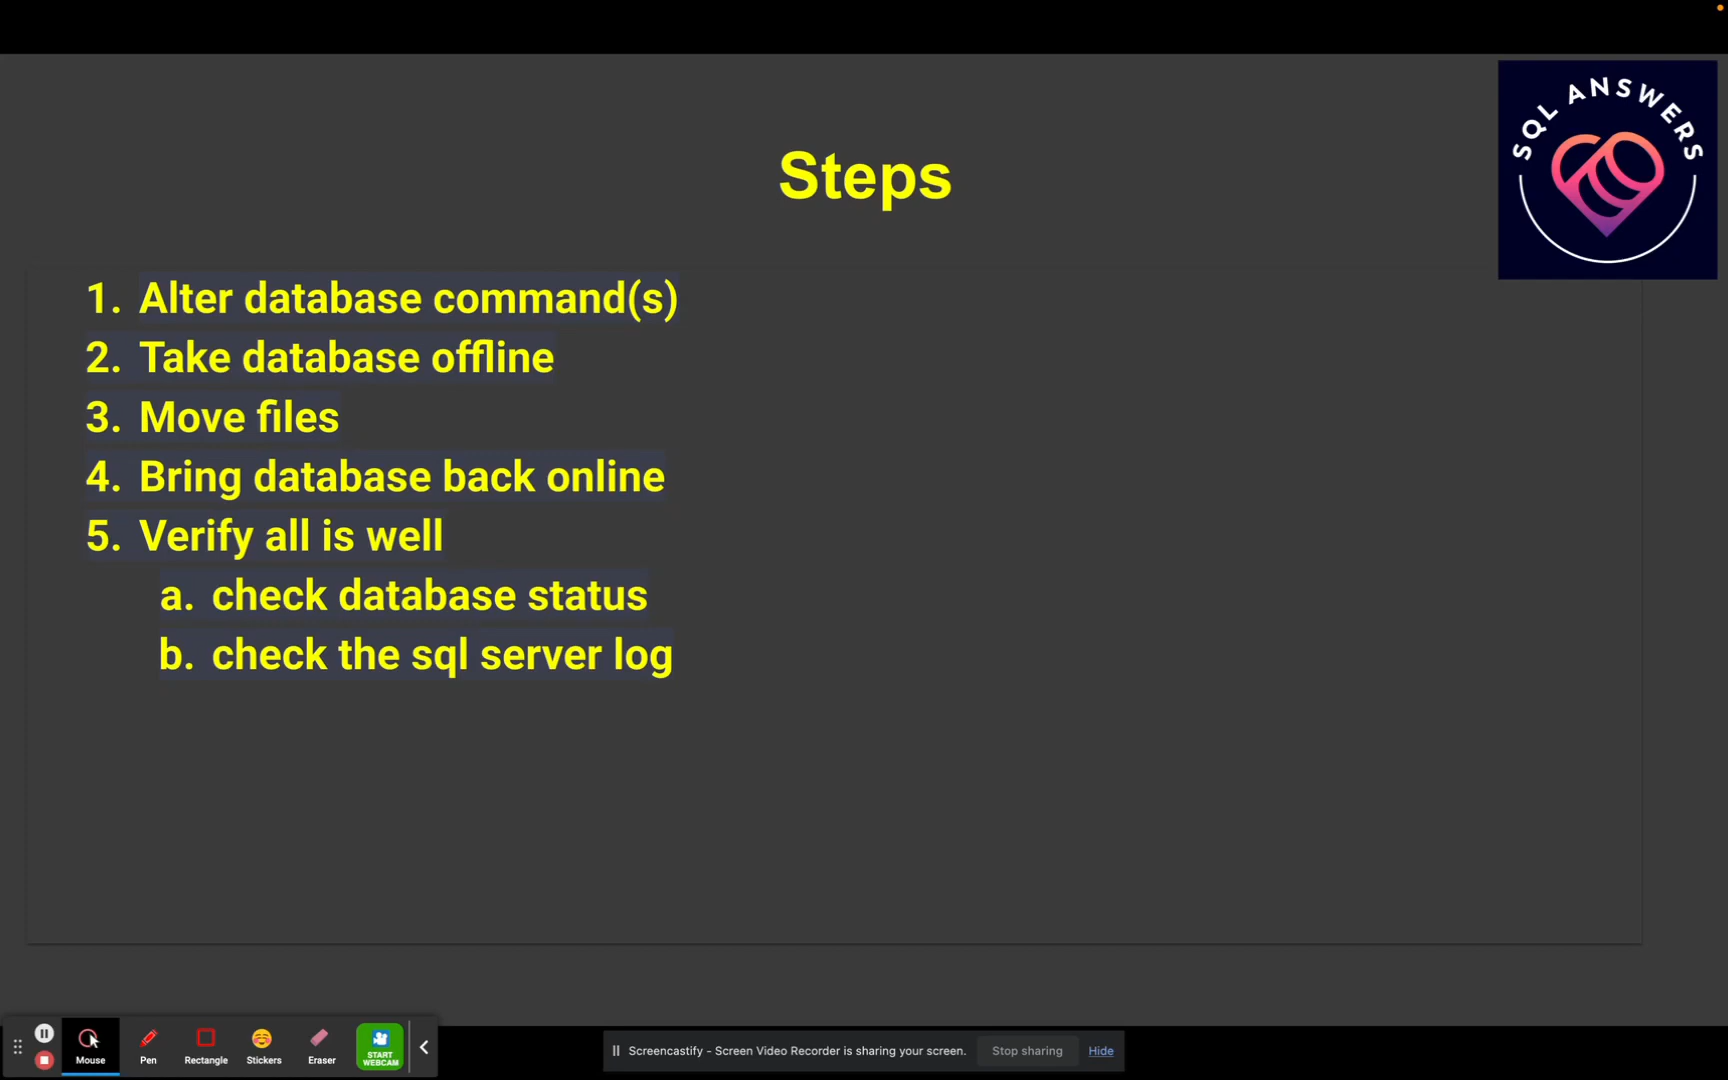 SQL ANSWERS
Steps
1. Alter database command(s)
2. Take database offline
3. Move files
4. Bring database back online
5. Verify all is well
a. check database status
b. check the sql server log
Mouse
Pen
Rectangle
Stickers
Eraser
START
WEBCAM
Screencastify - Screen Video Recorder is sharing your screen.
Stop sharing
Hide